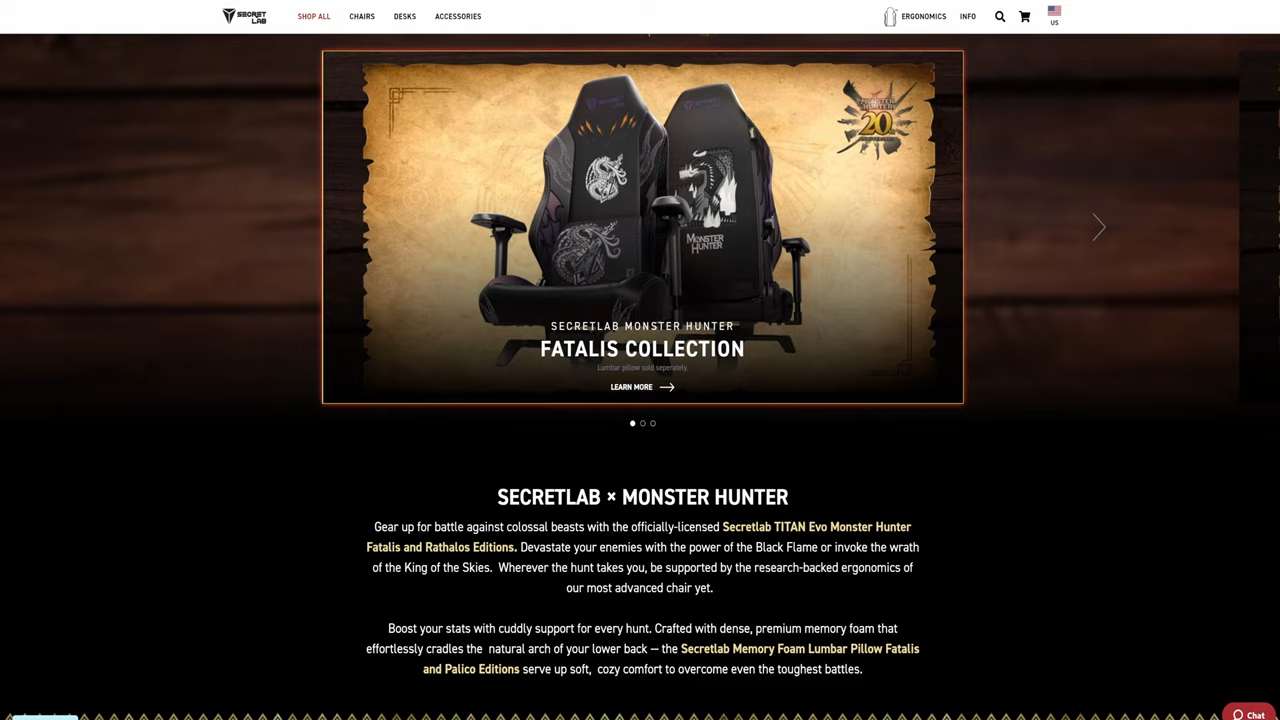 SECRET
LAB
SHOP ALL
CHAIRS
DESKS
ACCESSORIES
ERGONOMICS
INFO
US
MONSTER
HUNTER
20
MONSTER
HUNTER
SECRETLAB MONSTER HUNTER
FATALIS COLLECTION
Lumbar pillow sold seperately.
LEARN MORE
SECRETLAB × MONSTER HUNTER
Gear up for battle against colossal beasts with the officially-licensed Secretlab TITAN Evo Monster Hunter
Fatalis and Rathalos Editions. Devastate your enemies with the power of the Black Flame or invoke the wrath
of the King of the Skies. Wherever the hunt takes you, be supported by the research-backed ergonomics of
our most advanced chair yet.
Boost your stats with cuddly support for every hunt. Crafted with dense, premium memory foam that
effortlessly cradles the natural arch of your lower back — the Secretlab Memory Foam Lumbar Pillow Fatalis
and Palico Editions serve up soft, cozy comfort to overcome even the toughest battles.
Chat